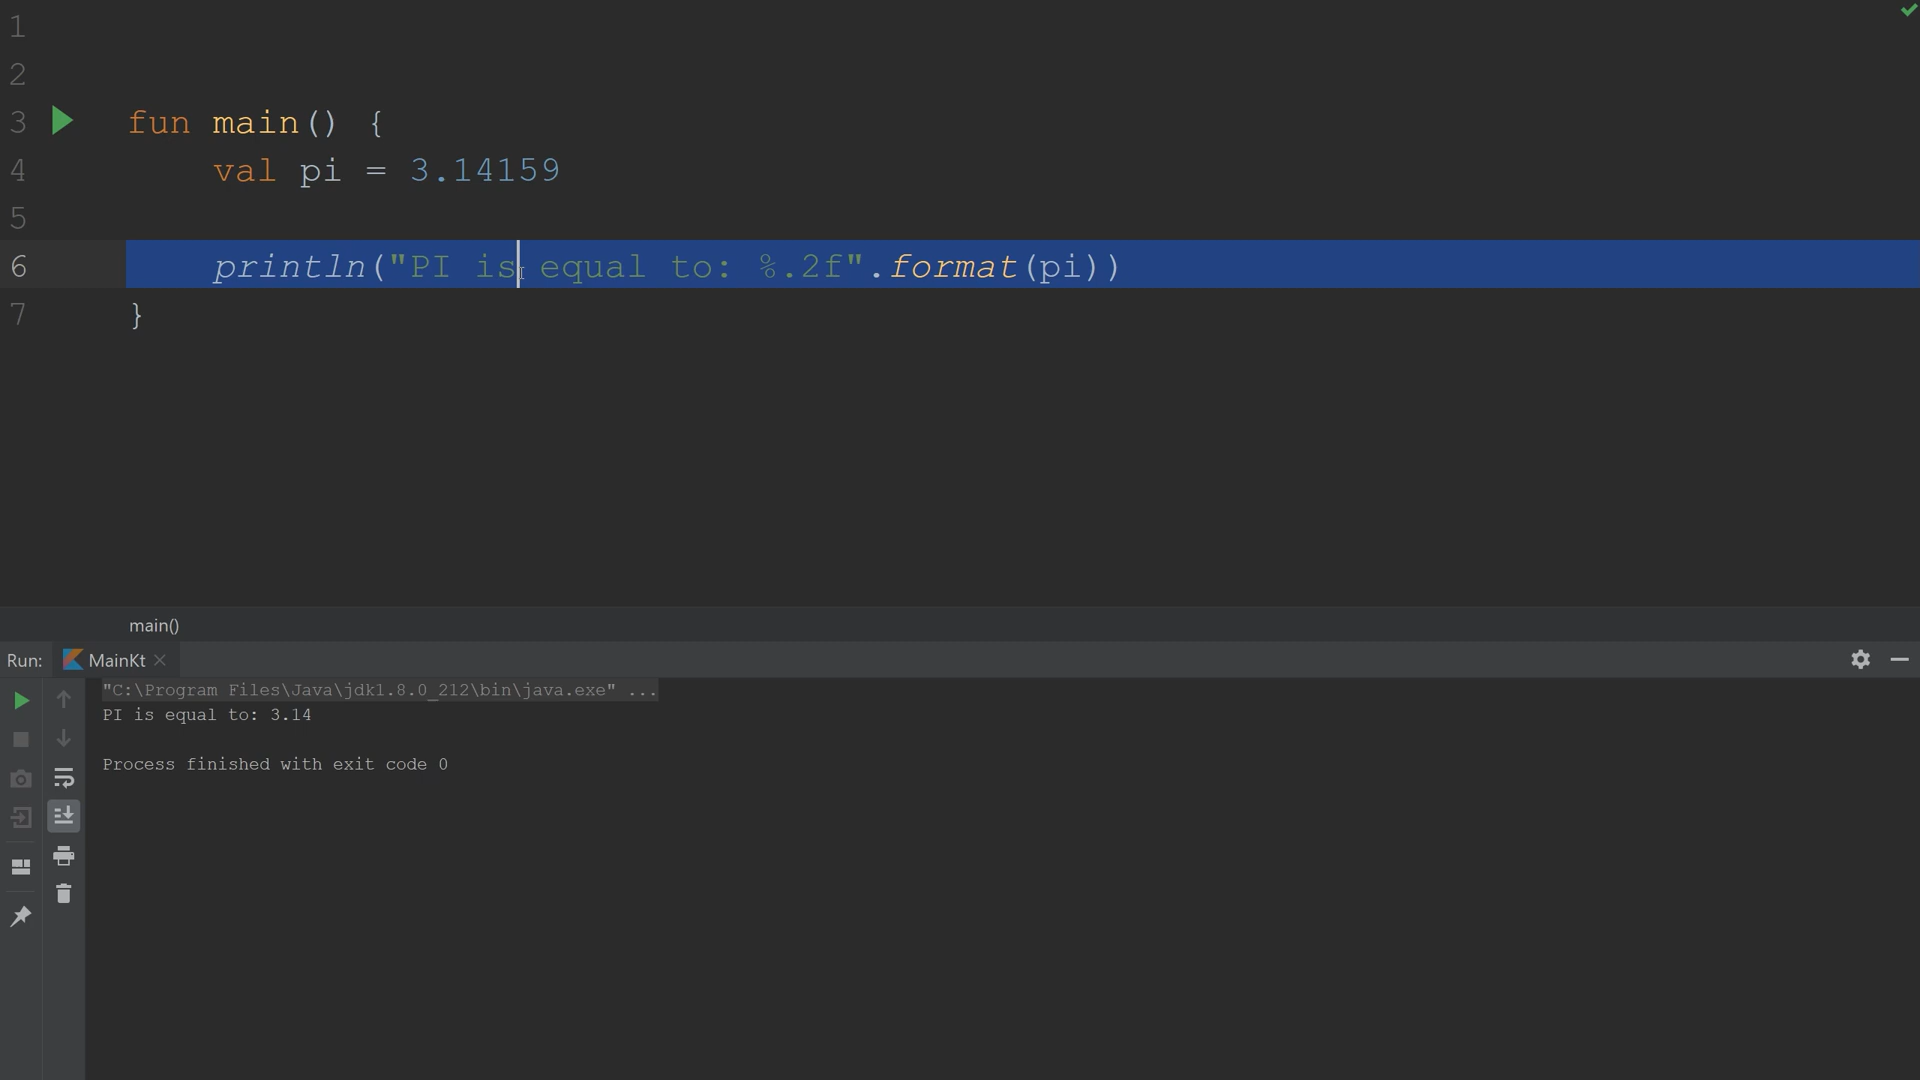 1
2
3 fun main() {
4 val pi = 3.14159
5
6 println("PI is equal to: %.2f".format(pi))
7 }
main()
Run: MainKt
"C:\Program Files\Java\jdk1.8.0_212\bin\java.exe" ...
PI is equal to: 3.14
Process finished with exit code 0